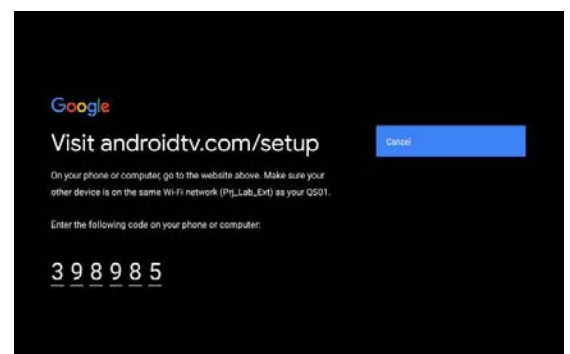 Google
Visit androidtv.com/setup
Cancel
On your phone or computer, go to the website above. Make sure your
other device is on the same Wi-Fi network (Prj_Lab_Ext) as your QS01.
Enter the following code on your phone or computer:
398985